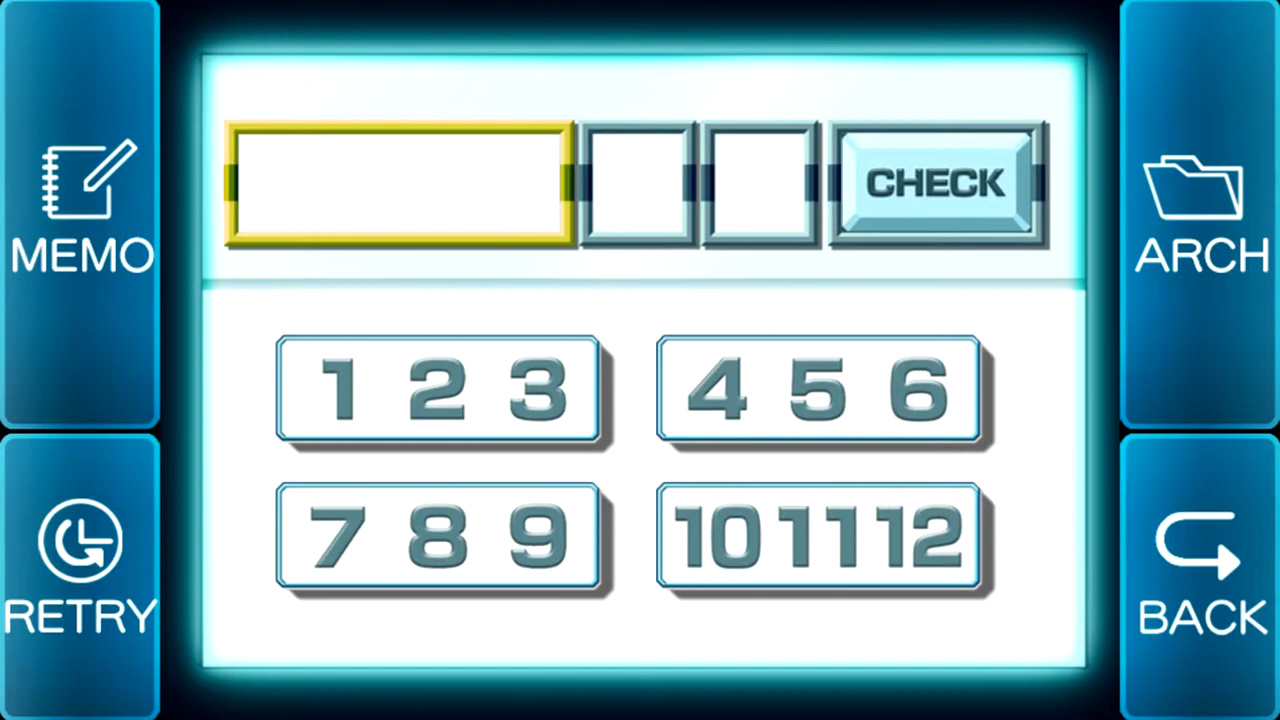 CHECK
MEMO
ARCH
1 2 3
4 5 6
7 8 9
10 11 12
RETRY
BACK